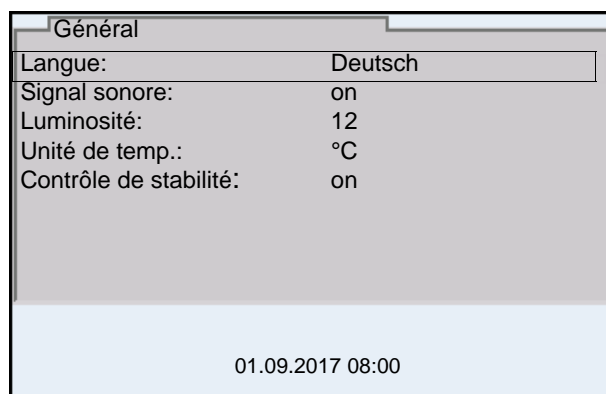 Général
Langue: Deutsch
Signal sonore: on
Luminosité: 12
Unité de temp.: °C
Contrôle de stabilité: on
01.09.2017 08:00